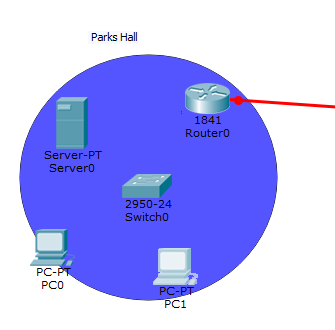 Parks Hall
1841
Router0
Server-PT
Server0
2950-24
Switch0
PC-PT
PC0
PC-PT
PC1